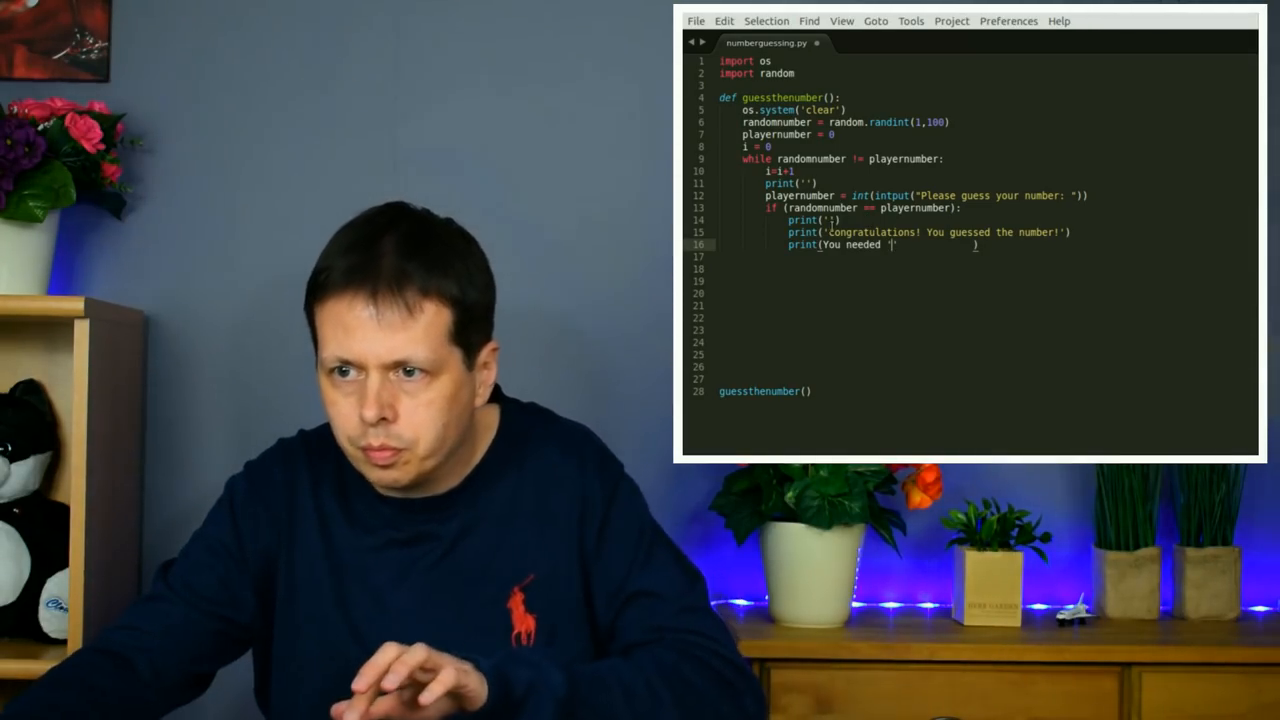 File Edit Selection Find View Goto Tools Project Preferences Help
numberguessing.py
1 import os
2 import random
3
4 def guessthenumber():
5 os.system('clear')
6 randomnumber = random.randint(1,100)
7 playernumber = 0
8 i = 0
9 while randomnumber != playernumber:
10 i=i+1
11 print('')
12 playernumber = int(intput("Please guess your number: "))
13 if (randomnumber == playernumber):
14 print('')
15 print('congratulations! You guessed the number!')
16 print(You needed '' )
17
18
19
20
21
22
23
24
25
26
27
28 guessthenumber()